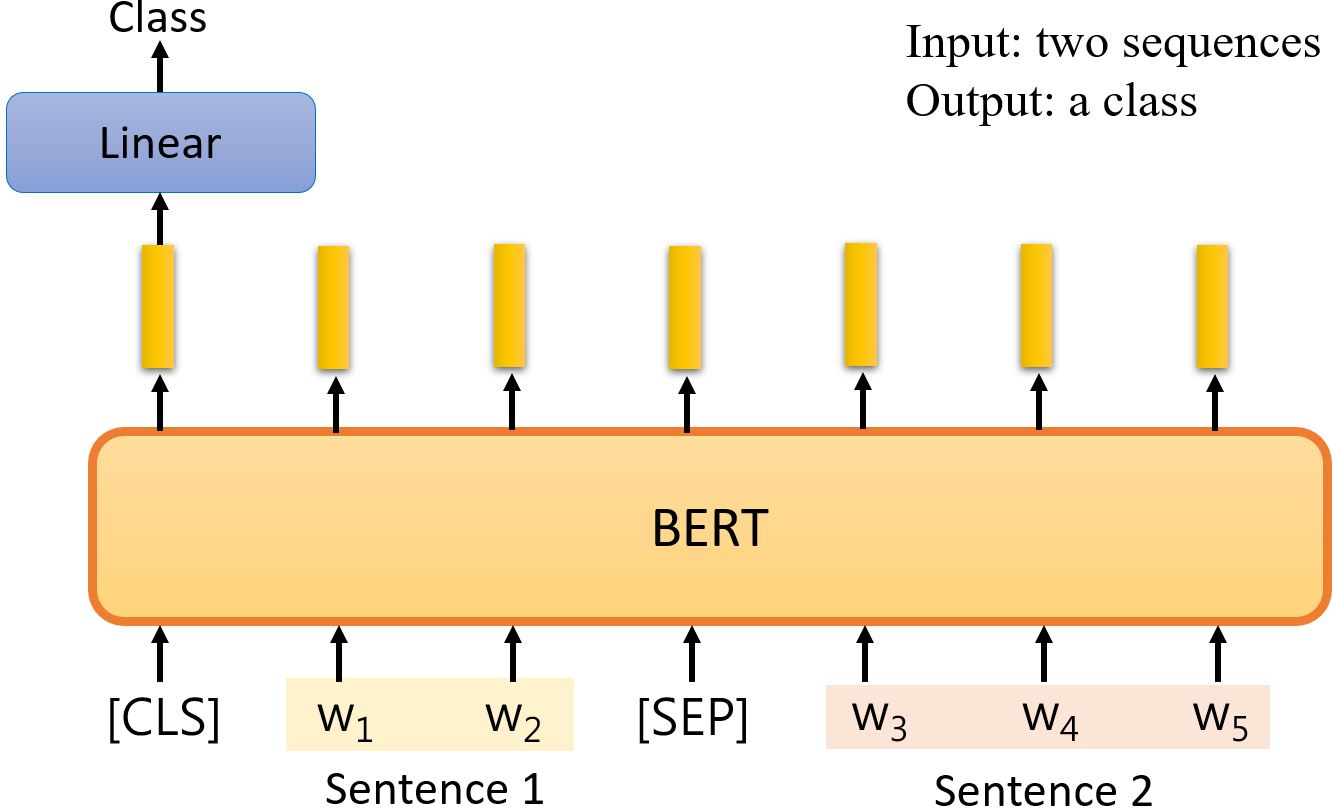 Class
Input: two sequences
Output: a class
Linear
BERT
[CLS] w₁ w₂ [SEP] w₃ w₄ w₅
Sentence 1 Sentence 2